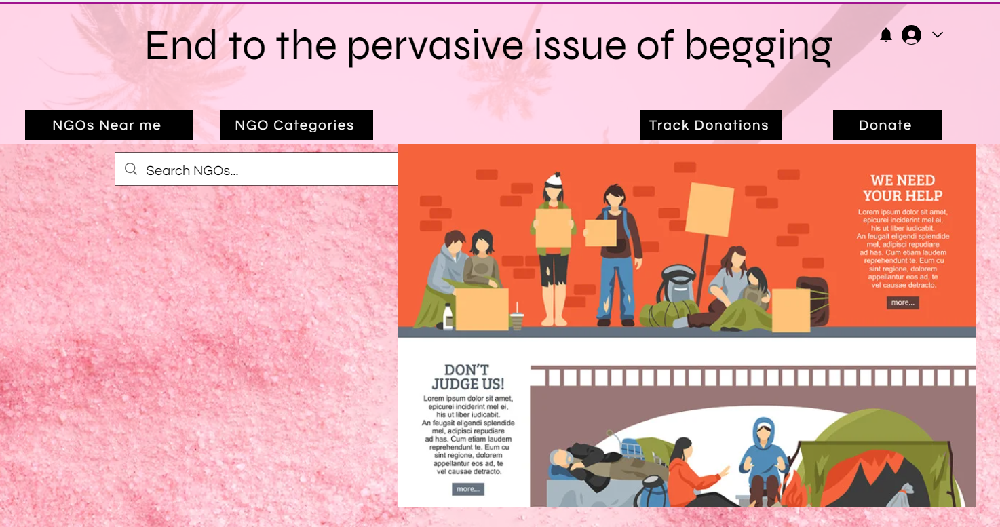 End to the pervasive issue of begging
NGOs Near me
NGO Categories
Track Donations
Donate
Search NGOs...
WE NEED
YOUR HELP
Lorem ipsum dolor sit amet,
epicurei inciderint mel ei,
his ut liber iudicabit.
An feugait eligendi splendide
mel, adipisci repudiare
ad has. Cum etiam laudem
reprehendunt te. Eum cu
sint regione, dolorem
appellantur eos ad, te
vel causae detracto.
more...
DON'T
JUDGE US!
Lorem ipsum dolor sit amet,
epicurei inciderint mel ei,
his ut liber iudicabit.
An feugait eligendi splendide
mel, adipisci repudiare
ad has. Cum etiam laudem
reprehendunt te. Eum cu
sint regione, dolorem
appellantur eos ad, te
vel causae detracto.
more...